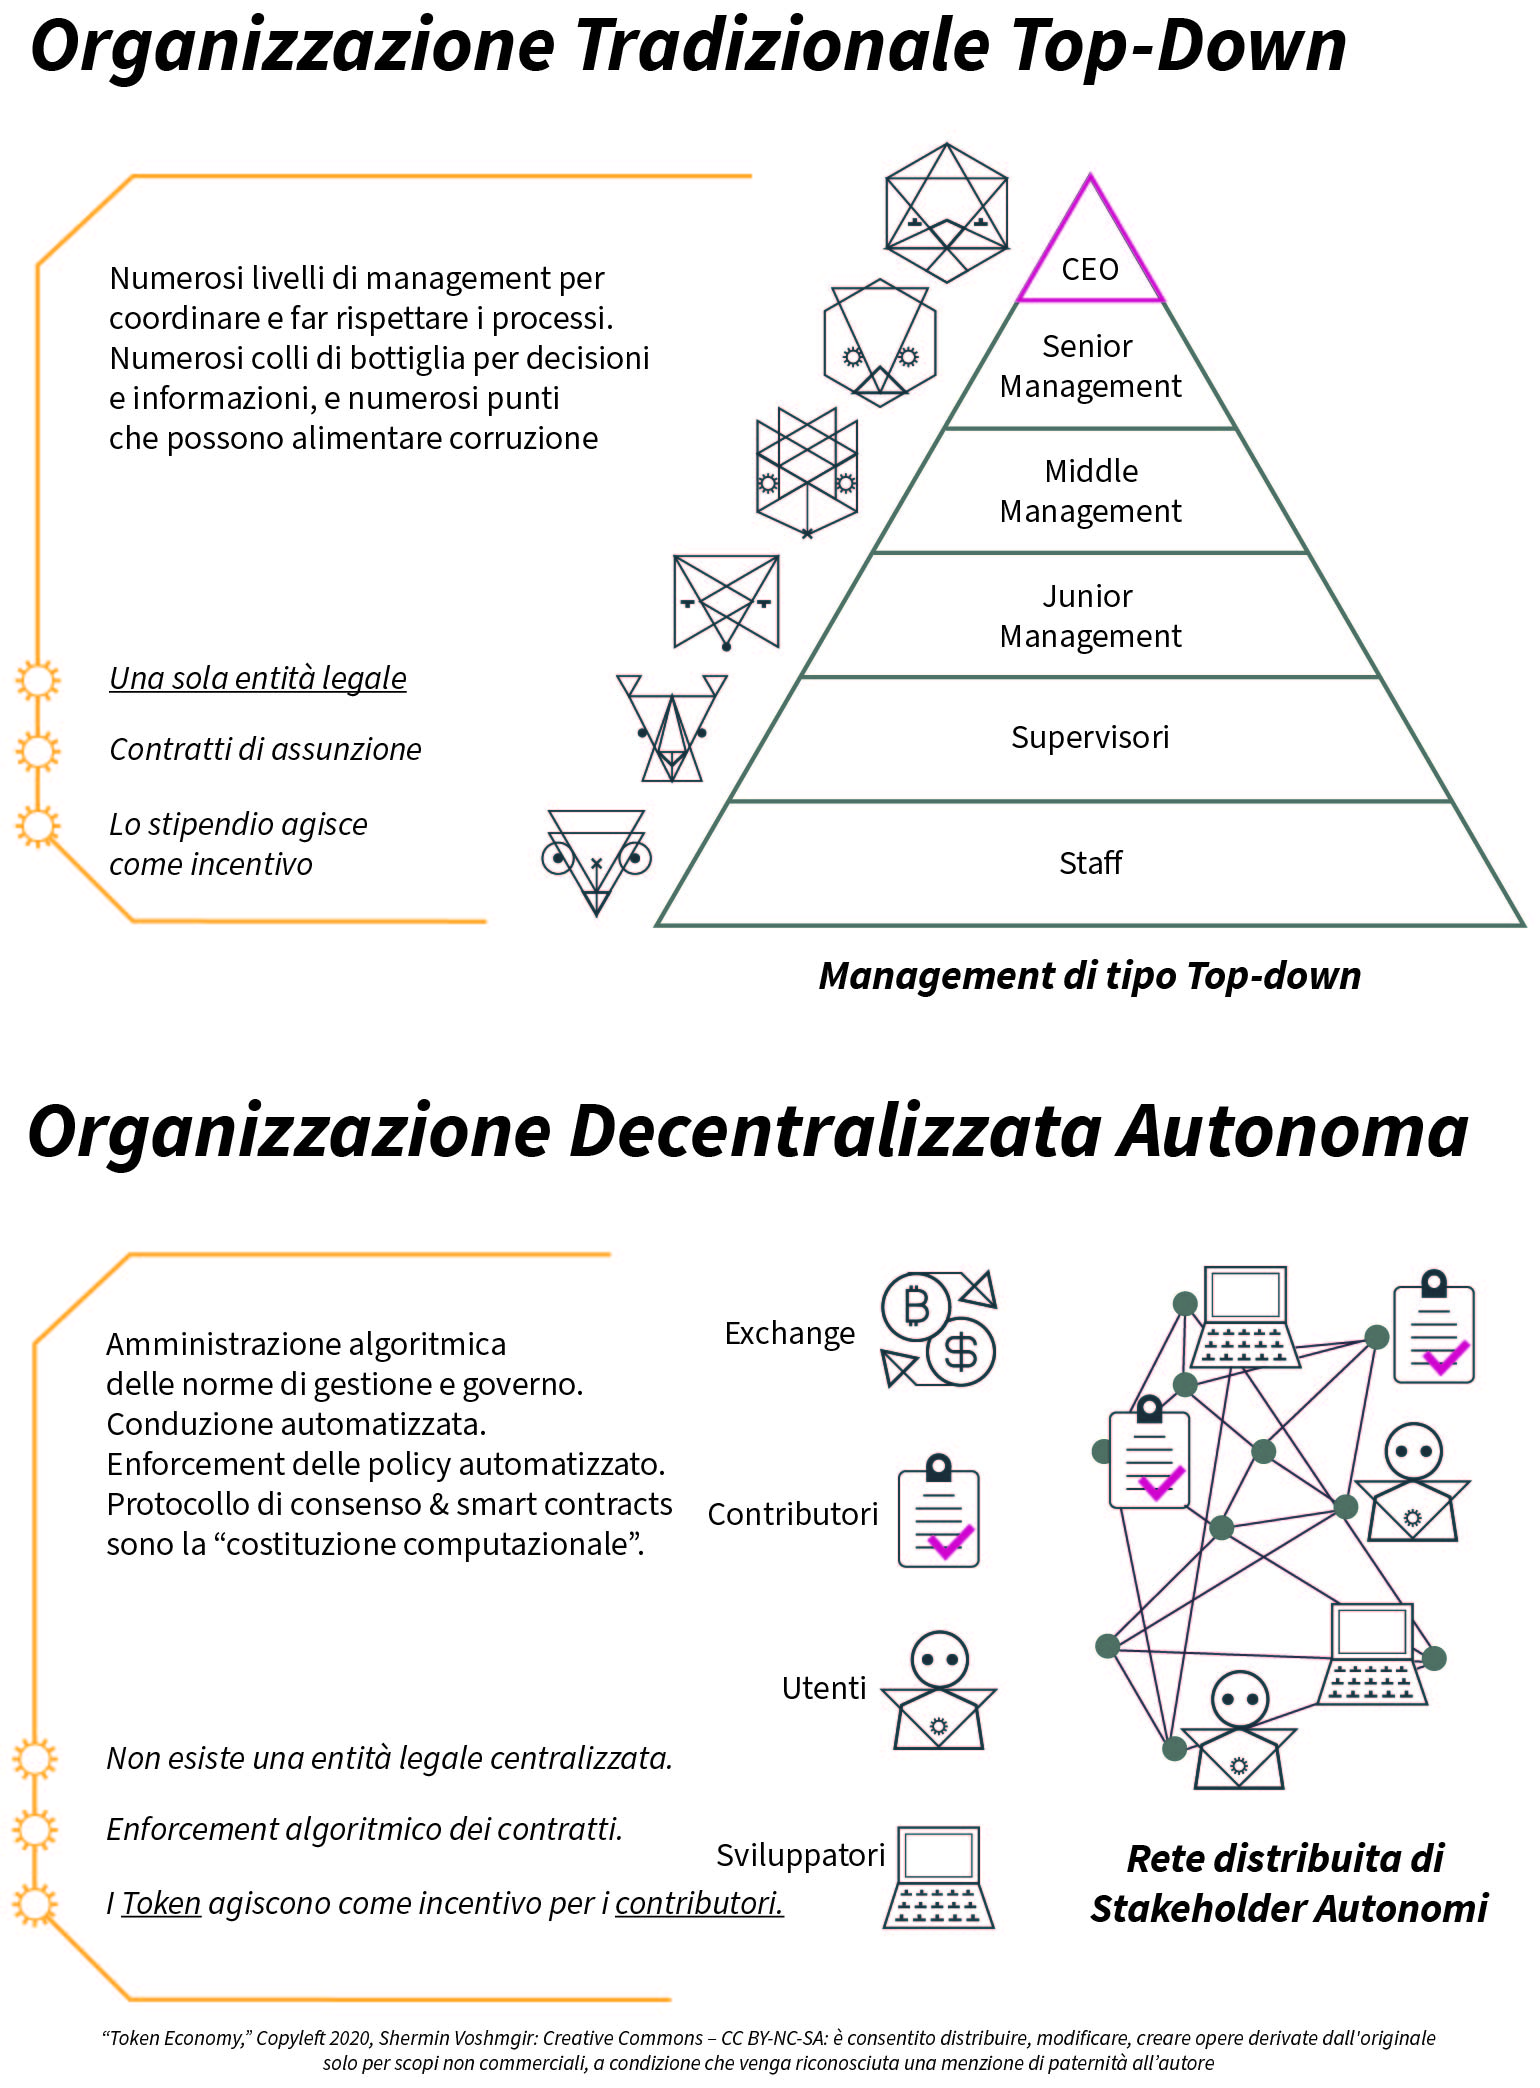 Organizzazione Tradizionale Top-Down
Numerosi livelli di management per
coordinare e far rispettare i processi.
Numerosi colli di bottiglia per decisioni
e informazioni, e numerosi punti
che possono alimentare corruzione
Una sola entità legale
Contratti di assunzione
Lo stipendio agisce
come incentivo
CEO
Senior
Management
Middle
Management
Junior
Management
Supervisori
Staff
Management di tipo Top-down
Organizzazione Decentralizzata Autonoma
Amministrazione algoritmica
delle norme di gestione e governo.
Conduzione automatizzata.
Enforcement delle policy automatizzato.
Protocollo di consenso & smart contracts
sono la “costituzione computazionale”.
Non esiste una entità legale centralizzata.
Enforcement algoritmico dei contratti.
I Token agiscono come incentivo per i contributori.
Exchange
Contributori
Utenti
Sviluppatori
Rete distribuita di
Stakeholder Autonomi
“Token Economy,” Copyleft 2020, Shermin Voshmgir: Creative Commons – CC BY-NC-SA: è consentito distribuire, modificare, creare opere derivate dall'originale
solo per scopi non commerciali, a condizione che venga riconosciuta una menzione di paternità all’autore